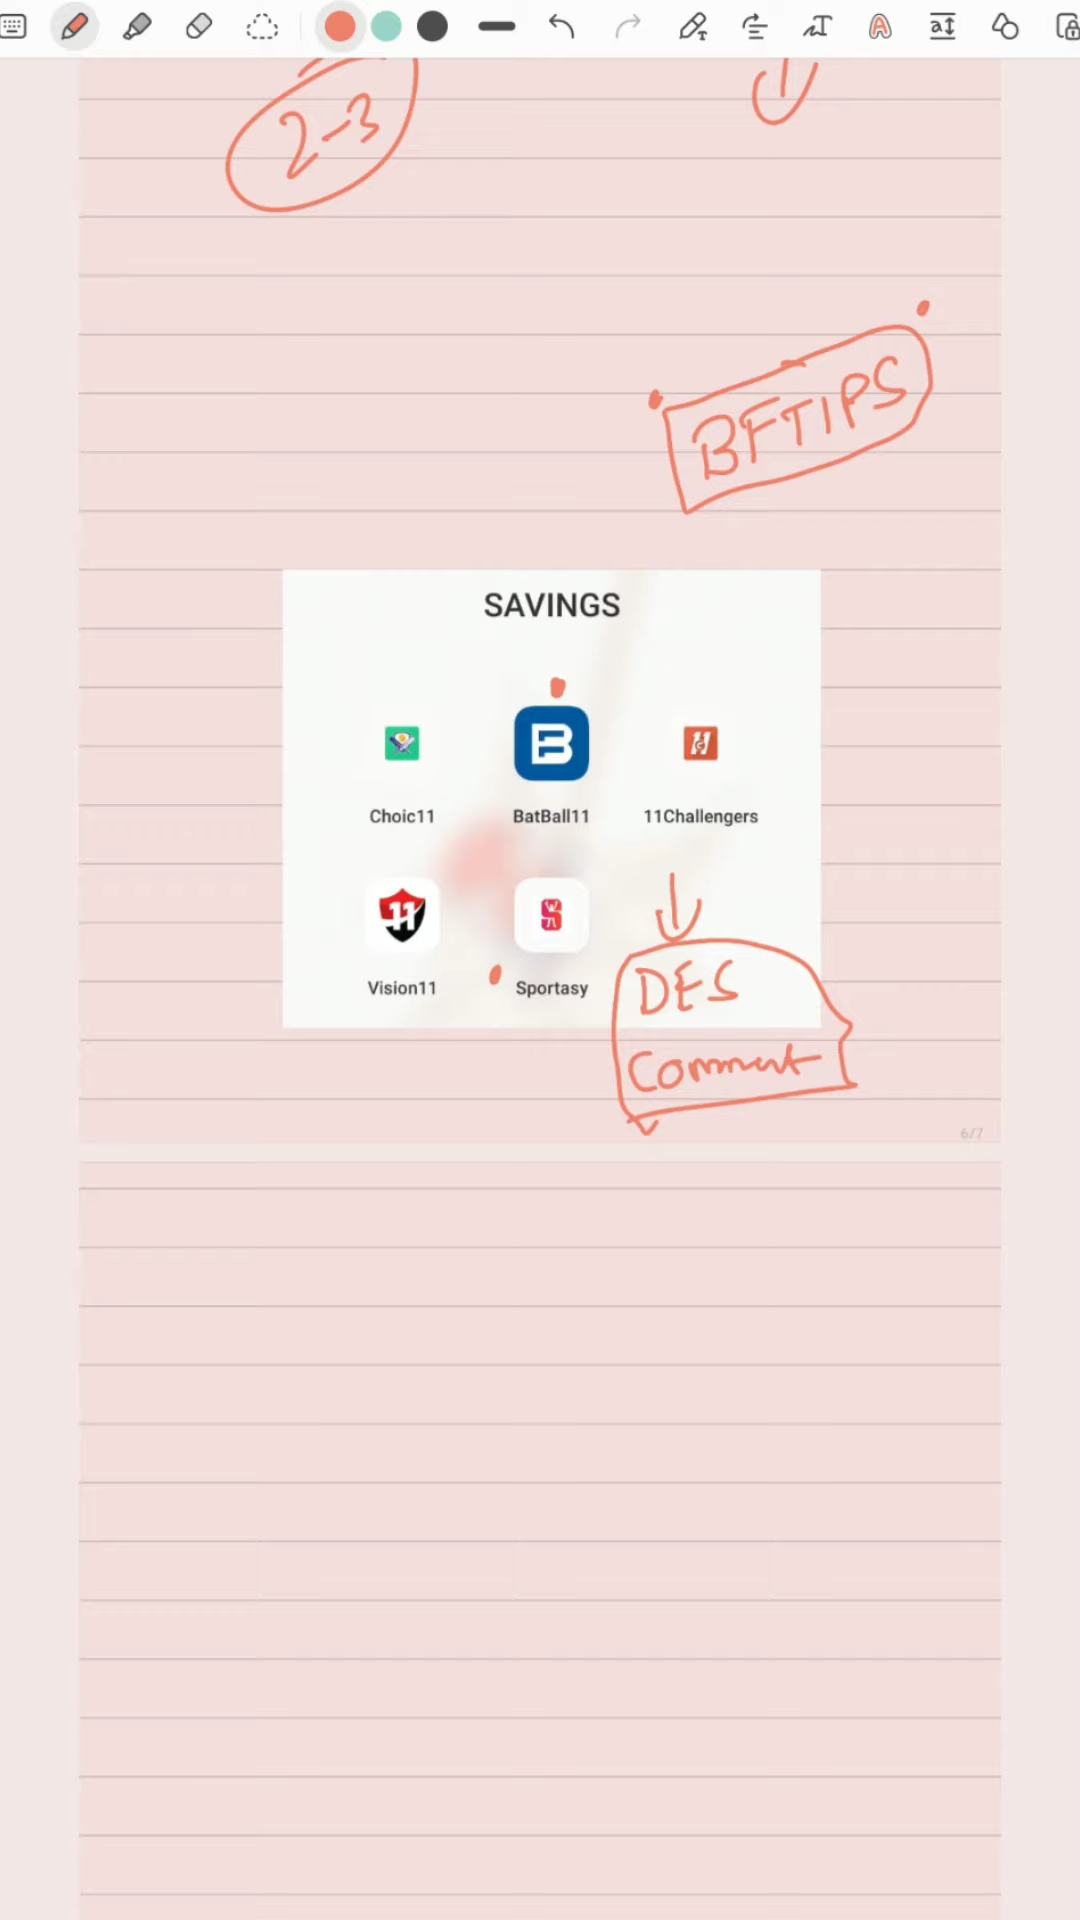 2-3
BFTIPS
SAVINGS
Choic11 BatBall11 11Challengers
Vision11 Sportasy
DES
Comment
6/7